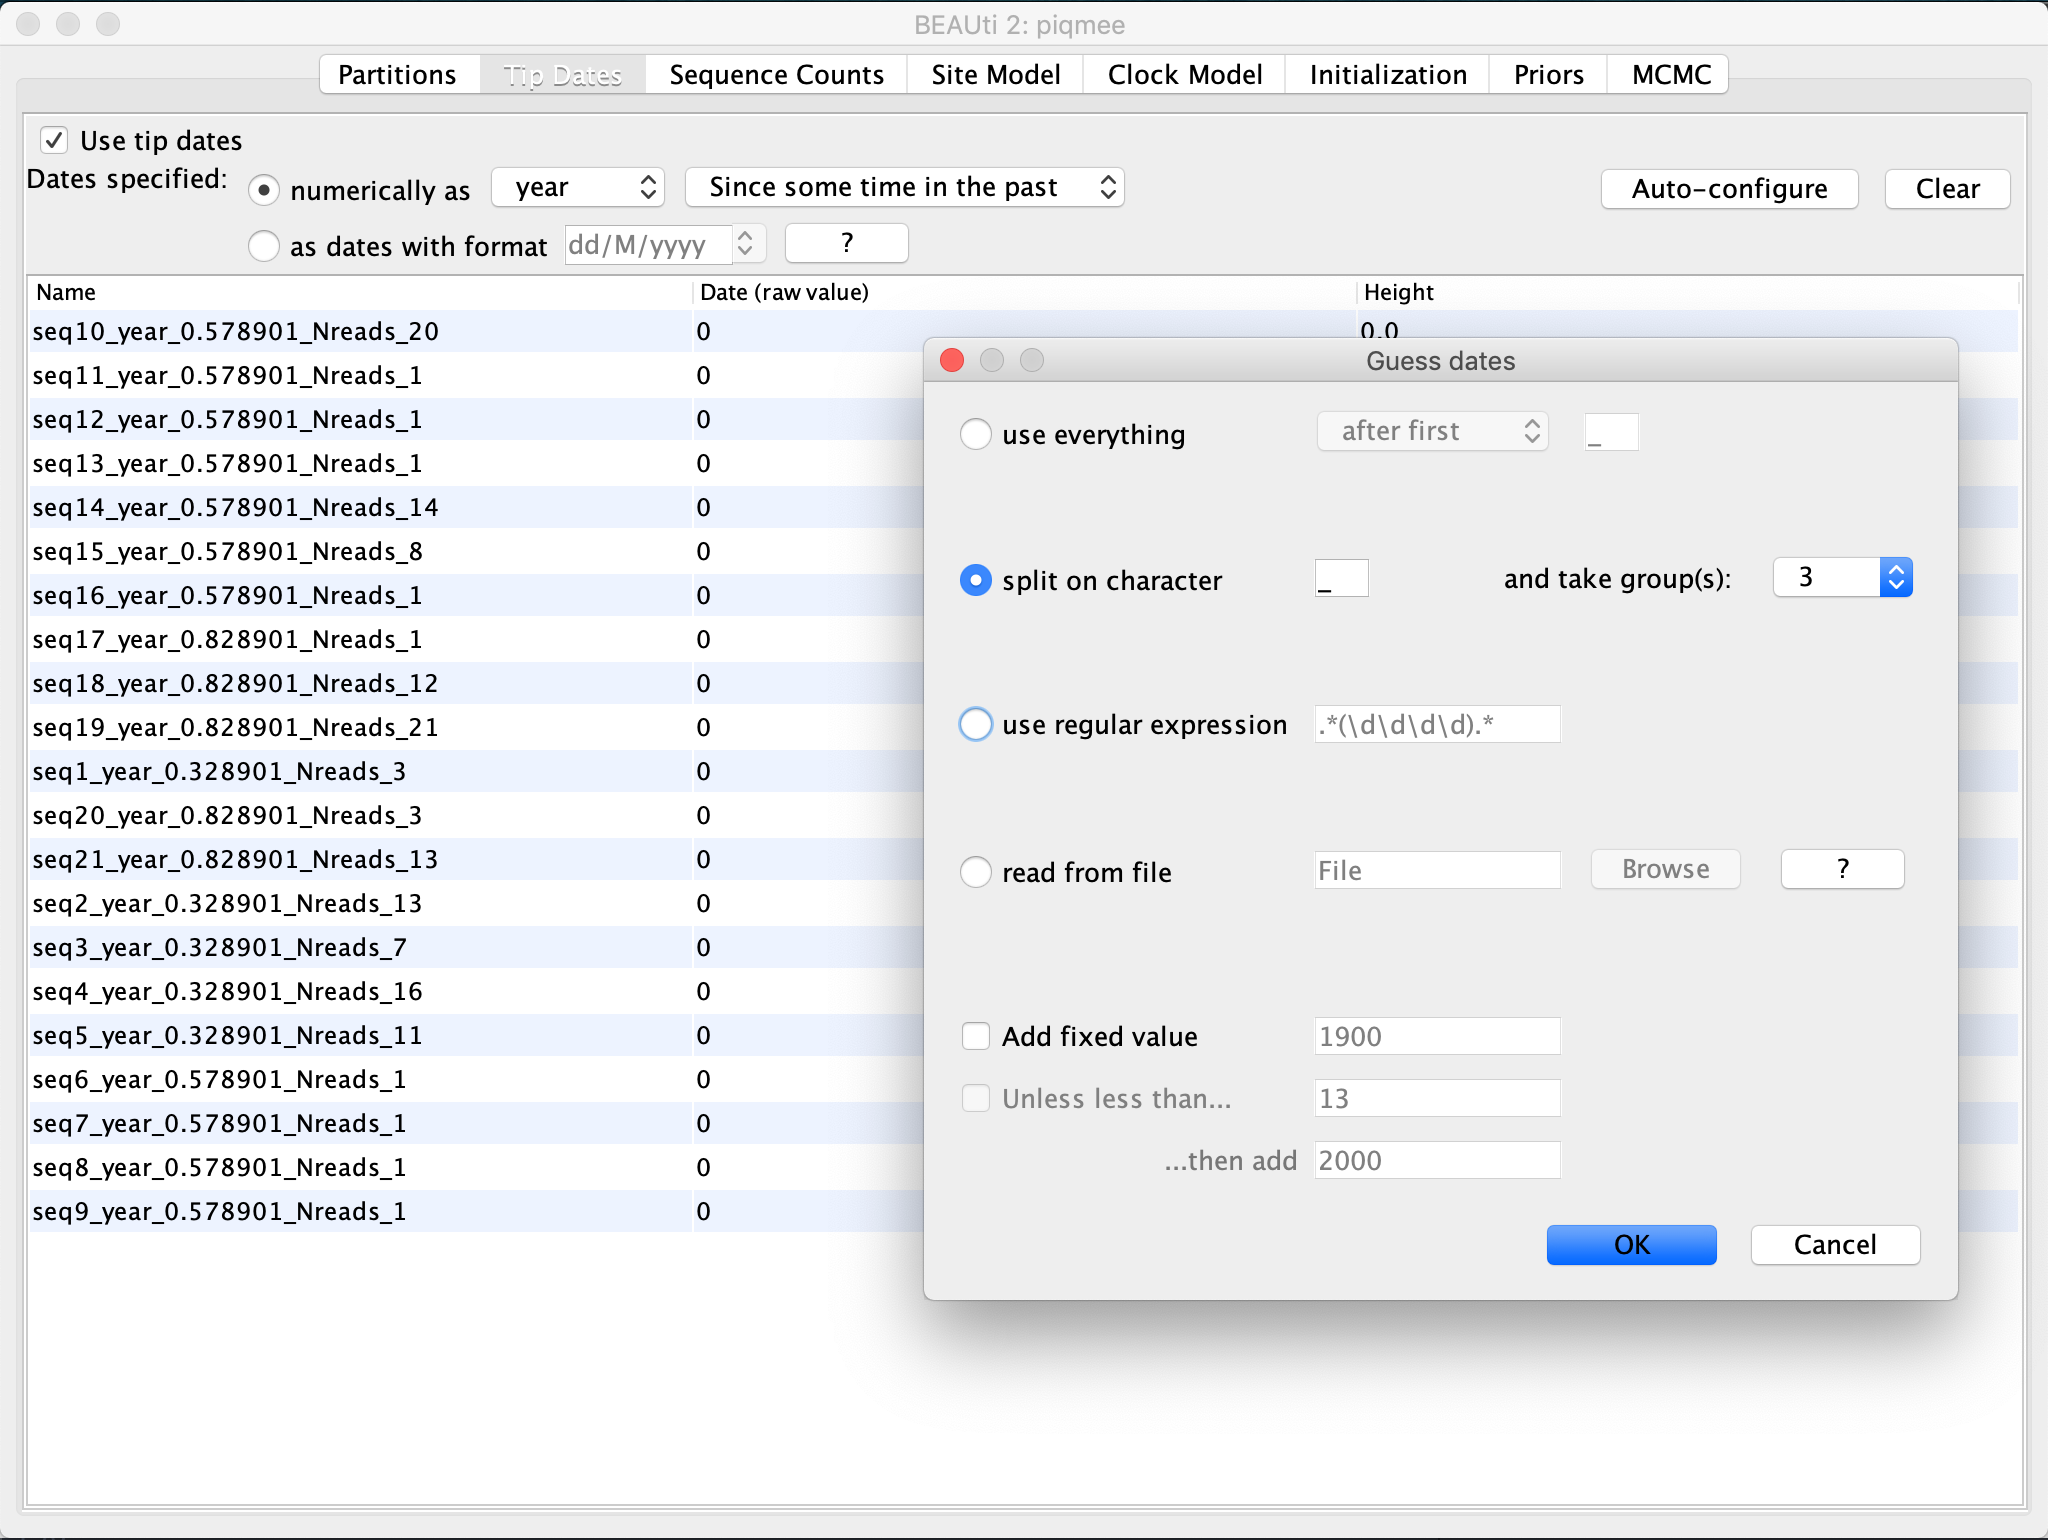 BEAUti 2: piqmee
Partitions Tip Dates Sequence Counts Site Model Clock Model Initialization Priors MCMC
Use tip dates
Dates specified: numerically as year Since some time in the past Auto-configure Clear
as dates with format dd/M/yyyy ?
Name Date (raw value) Height
seq10_year_0.578901_Nreads_20 0 0.0
seq11_year_0.578901_Nreads_1 0
seq12_year_0.578901_Nreads_1 0
seq13_year_0.578901_Nreads_1 0
seq14_year_0.578901_Nreads_14 0
seq15_year_0.578901_Nreads_8 0
seq16_year_0.578901_Nreads_1 0
seq17_year_0.828901_Nreads_1 0
seq18_year_0.828901_Nreads_12 0
seq19_year_0.828901_Nreads_21 0
seq1_year_0.328901_Nreads_3 0
seq20_year_0.828901_Nreads_3 0
seq21_year_0.828901_Nreads_13 0
seq2_year_0.328901_Nreads_13 0
seq3_year_0.328901_Nreads_7 0
seq4_year_0.328901_Nreads_16 0
seq5_year_0.328901_Nreads_11 0
seq6_year_0.578901_Nreads_1 0
seq7_year_0.578901_Nreads_1 0
seq8_year_0.578901_Nreads_1 0
seq9_year_0.578901_Nreads_1 0
Guess dates
use everything after first _
split on character _ and take group(s): 3
use regular expression .*(\d\d\d\d).*
read from file File Browse ?
Add fixed value 1900
Unless less than... 13
...then add 2000
OK Cancel